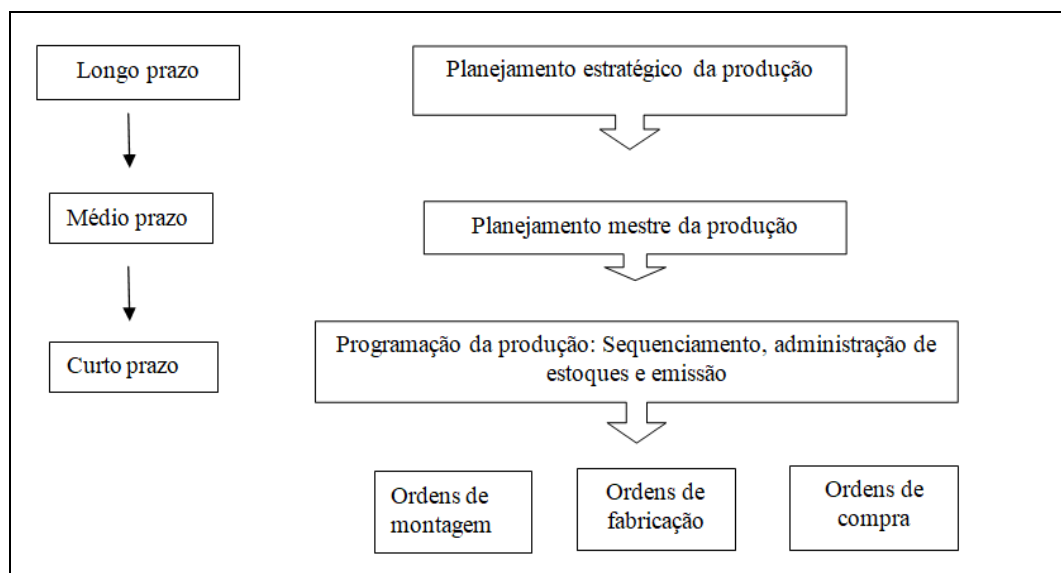 Longo prazo
Planejamento estratégico da produção
Médio prazo
Planejamento mestre da produção
Curto prazo
Programação da produção: Sequenciamento, administração de
estoques e emissão
Ordens de
montagem
Ordens de
fabricação
Ordens de
compra